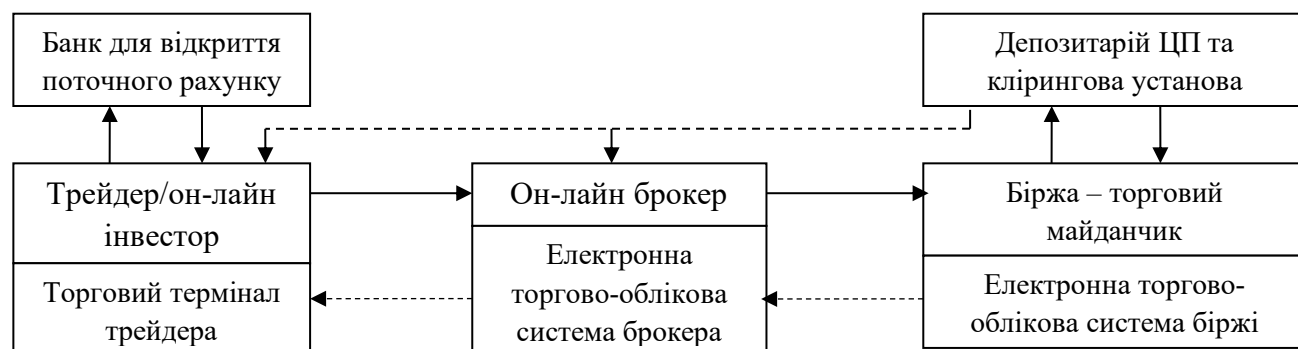 Банк для відкриття
поточного рахунку
Депозитарій ЦП та
клірингова установа
Трейдер/он-лайн
інвестор
Он-лайн брокер
Біржа – торговий
майданчик
Торговий термінал
трейдера
Електронна
торгово-облікова
система брокера
Електронна торгово-
облікова система біржі